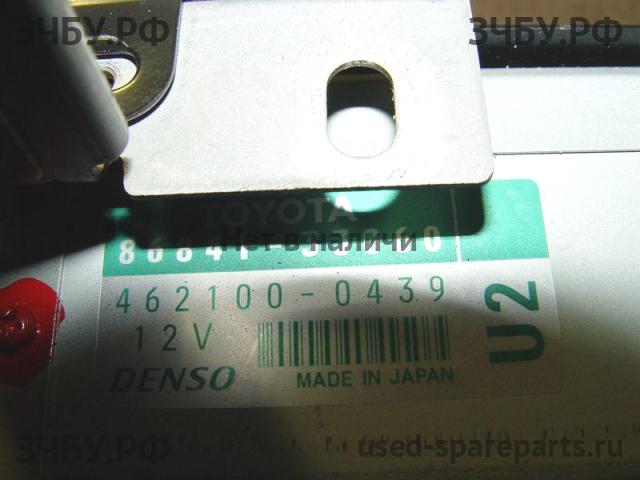 ЗЧБУ.РФ
ЗЧБУ.РФ
TOYOTA
Нет в наличи
462100-0439
12V
U2
DENSO
MADE IN JAPAN
ЗЧБУ.РФ
used-spareparts.ru